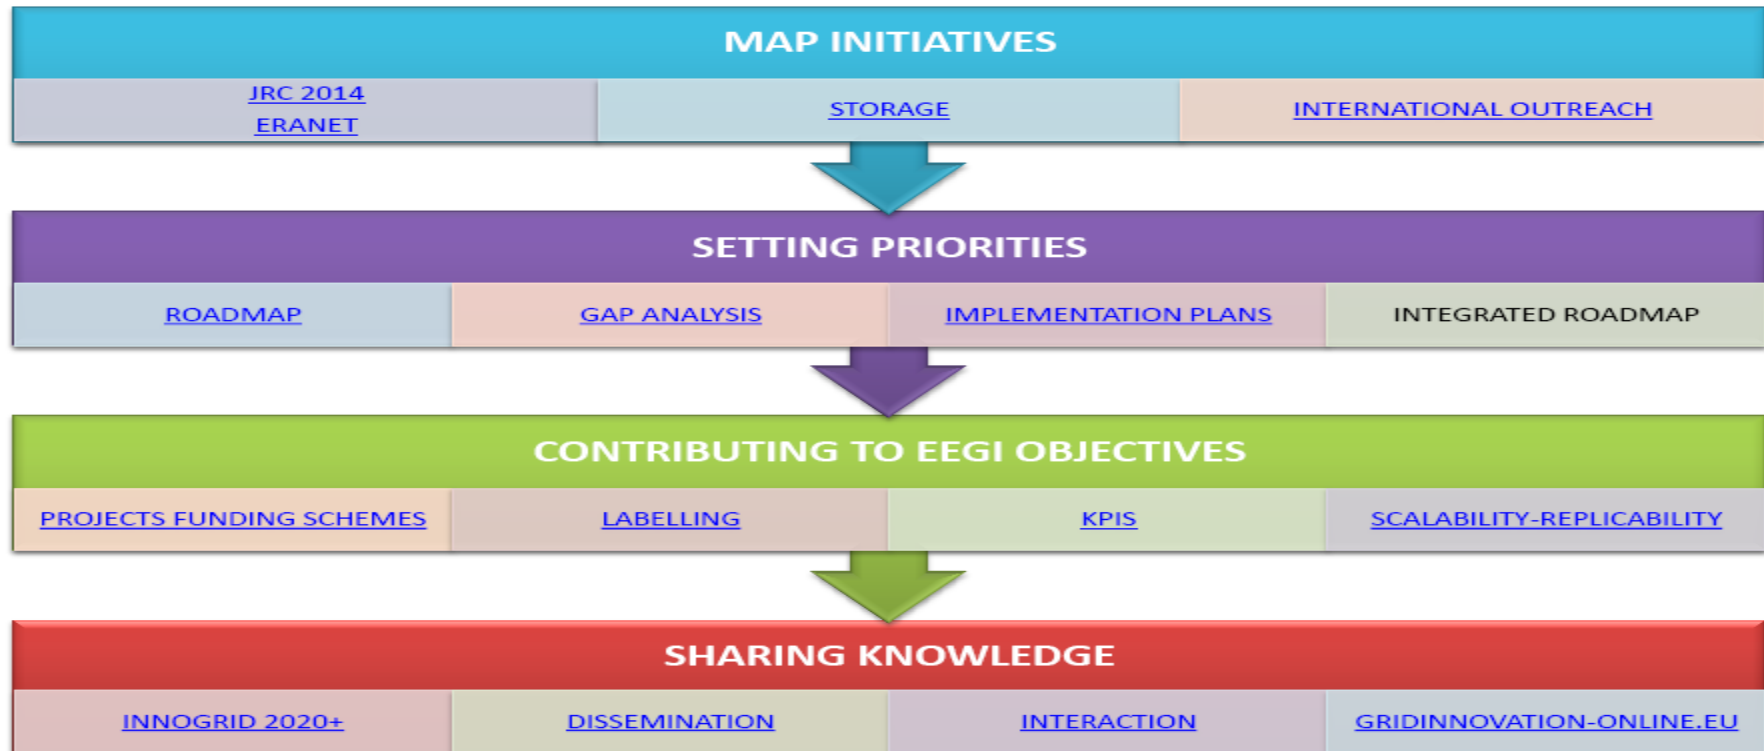 MAP INITIATIVES
JRC 2014
ERANET
STORAGE
INTERNATIONAL OUTREACH
SETTING PRIORITIES
ROADMAP
GAP ANALYSIS
IMPLEMENTATION PLANS
INTEGRATED ROADMAP
CONTRIBUTING TO EEGI OBJECTIVES
PROJECTS FUNDING SCHEMES
LABELLING
KPIS
SCALABILITY-REPLICABILITY
SHARING KNOWLEDGE
INNOGRID 2020+
DISSEMINATION
INTERACTION
GRIDINNOVATION-ONLINE.EU